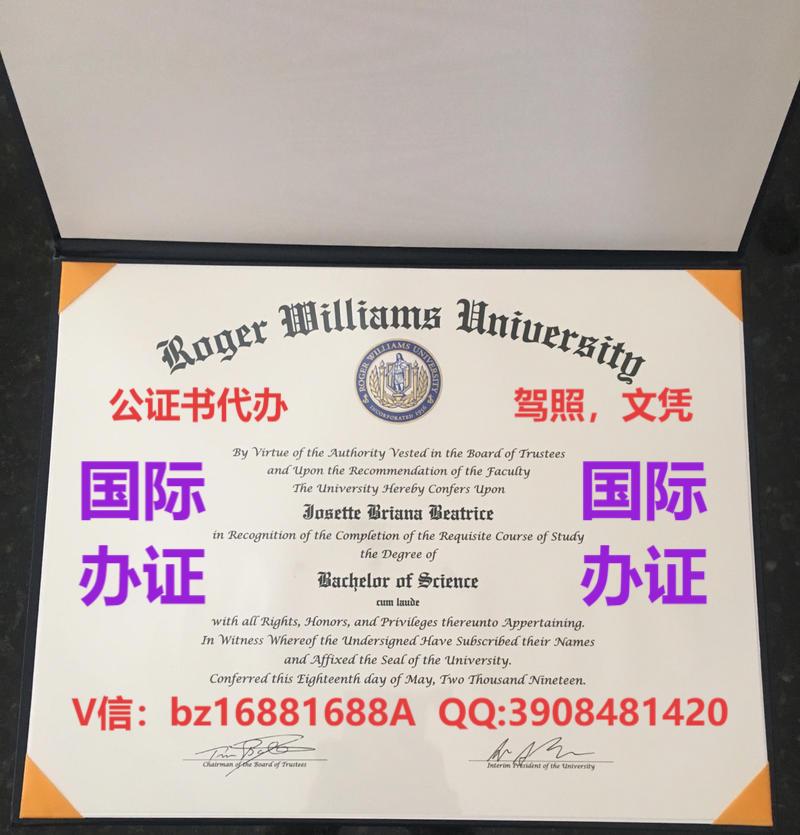 Roger Williams University
ROGER WILLIAMS UNIVERSITY
INCORPORATED 1956
公证书代办
驾照，文凭
By Virtue of the Authority Vested in the Board of Trustees
and Upon the Recommendation of the Faculty
The University Hereby Confers Upon
国际
办证
国际
办证
Josette Briana Beatrice
in Recognition of the Completion of the Requisite Course of Study
the Degree of
Bachelor of Science
cum laude
with all Rights, Honors, and Privileges thereunto Appertaining.
In Witness Whereof the Undersigned Have Subscribed their Names
and Affixed the Seal of the University.
Conferred this Eighteenth day of May, Two Thousand Nineteen.
V信：bz16881688A QQ:3908481420
Chairman of the Board of Trustees
Interim President of the University